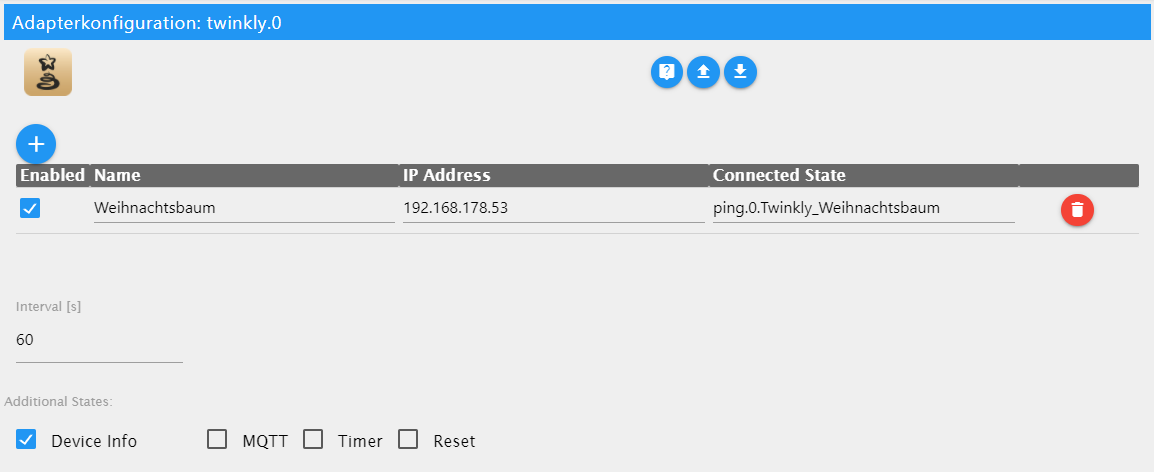 Adapterkonfiguration: twinkly.0
Enabled Name IP Address Connected State
Weihnachtsbaum 192.168.178.53 ping.0.Twinkly_Weihnachtsbaum
Interval [s]
60
Additional States:
Device Info MQTT Timer Reset